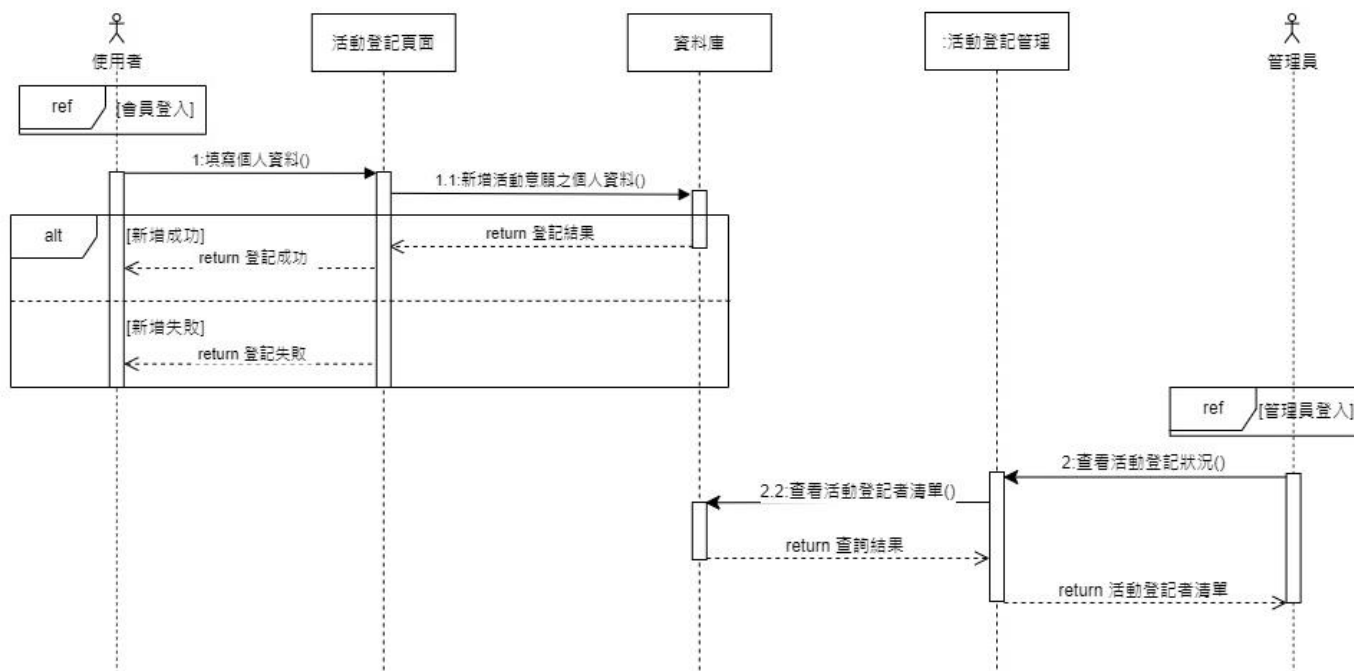 使用者
活動登記頁面
資料庫
:活動登記管理
管理員
ref
[會員登入]
1:填寫個人資料()
1.1:新增活動意願之個人資料()
alt
[新增成功]
return 登記結果
return 登記成功
[新增失敗]
return 登記失敗
ref
[管理員登入]
2:查看活動登記狀況()
2.2:查看活動登記者清單()
return 查詢結果
return 活動登記者清單